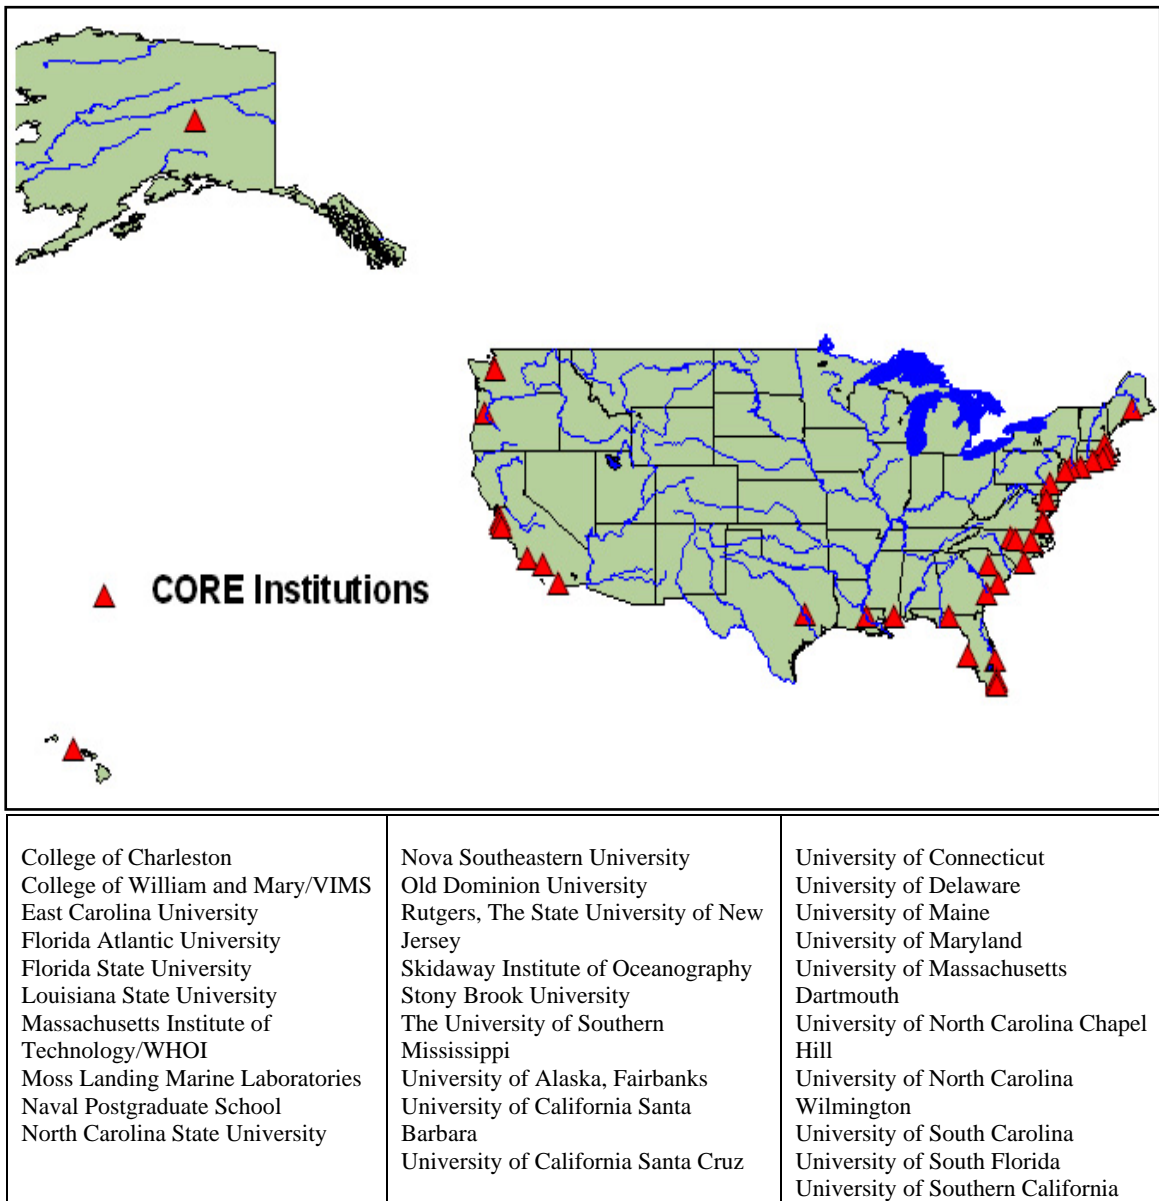 CORE Institutions
College of Charleston
College of William and Mary/VIMS
East Carolina University
Florida Atlantic University
Florida State University
Louisiana State University
Massachusetts Institute of
Technology/WHOI
Moss Landing Marine Laboratories
Naval Postgraduate School
North Carolina State University
Nova Southeastern University
Old Dominion University
Rutgers, The State University of New
Jersey
Skidaway Institute of Oceanography
Stony Brook University
The University of Southern
Mississippi
University of Alaska, Fairbanks
University of California Santa
Barbara
University of California Santa Cruz
University of Connecticut
University of Delaware
University of Maine
University of Maryland
University of Massachusetts
Dartmouth
University of North Carolina Chapel
Hill
University of North Carolina
Wilmington
University of South Carolina
University of South Florida
University of Southern California